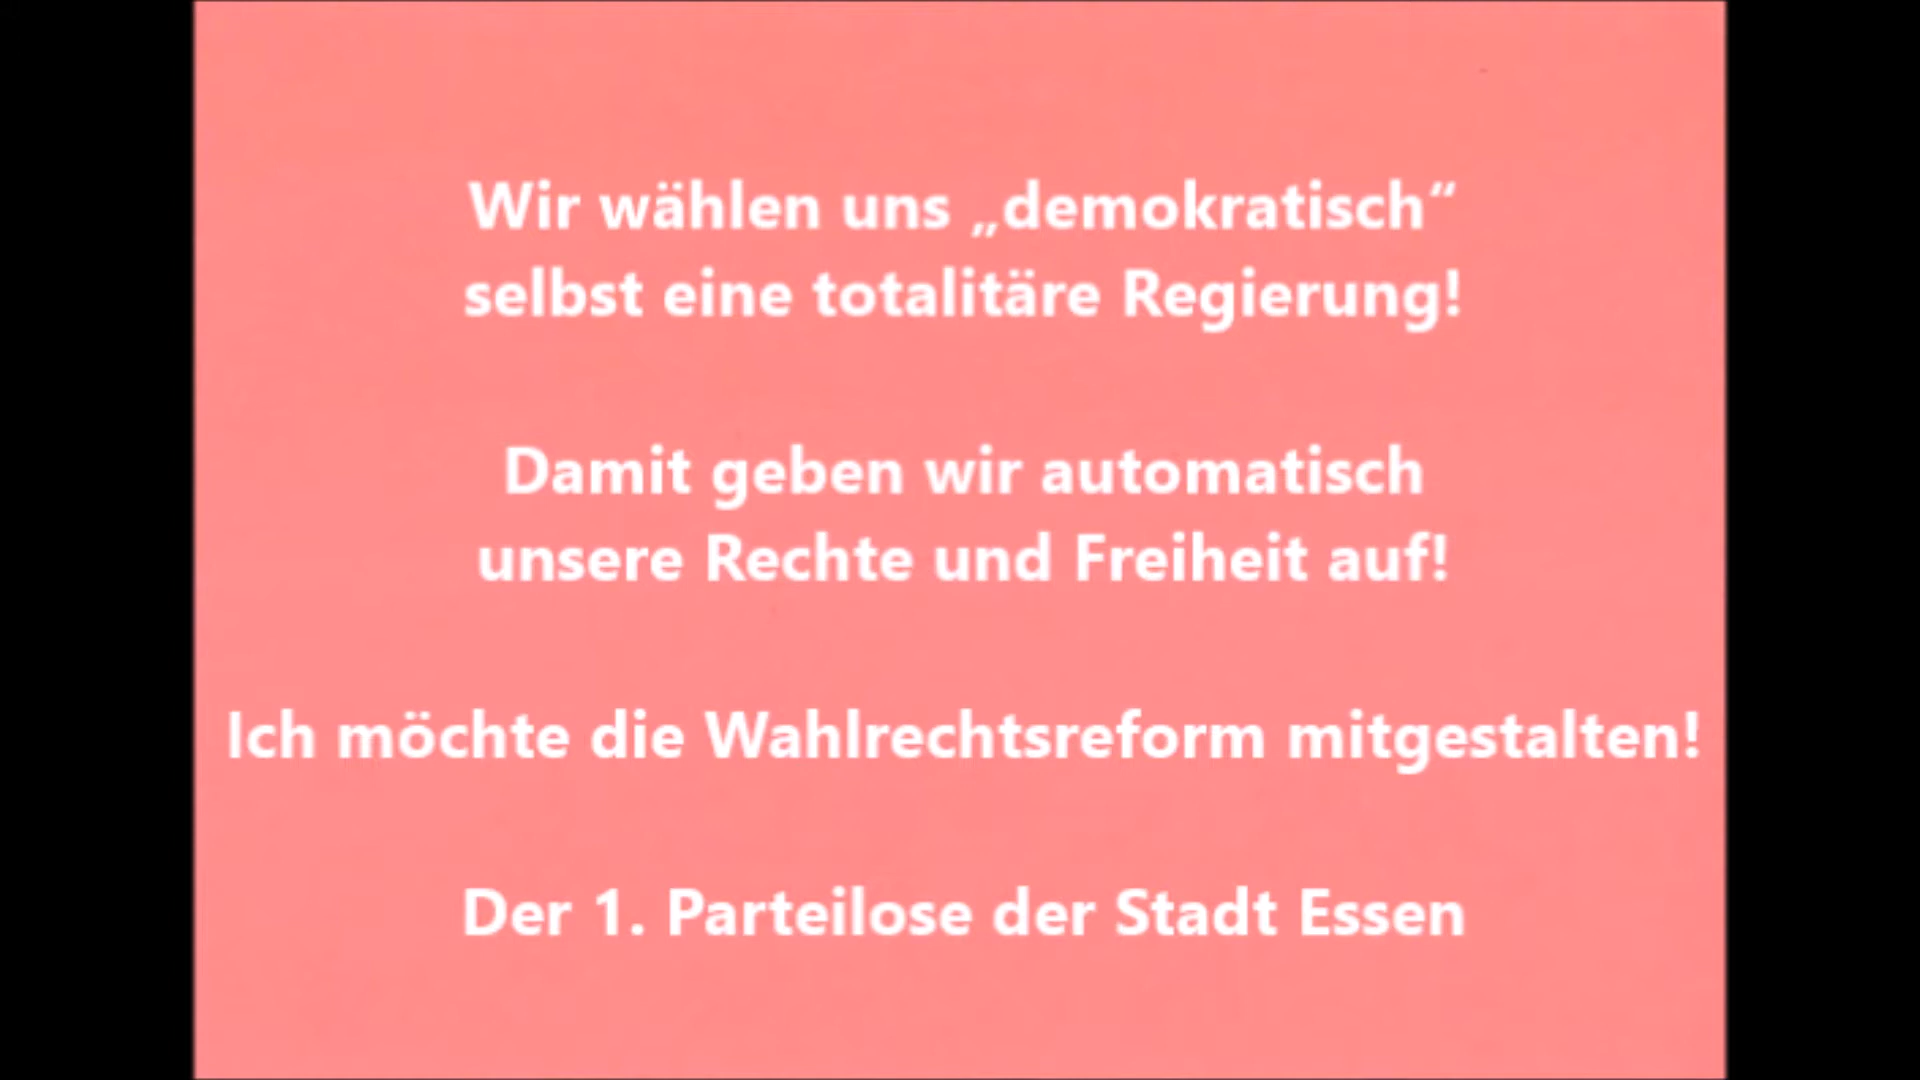 Wir wählen uns „demokratisch“
selbst eine totalitäre Regierung!
Damit geben wir automatisch
unsere Rechte und Freiheit auf!
Ich möchte die Wahlrechtsreform mitgestalten!
Der 1. Parteilose der Stadt Essen